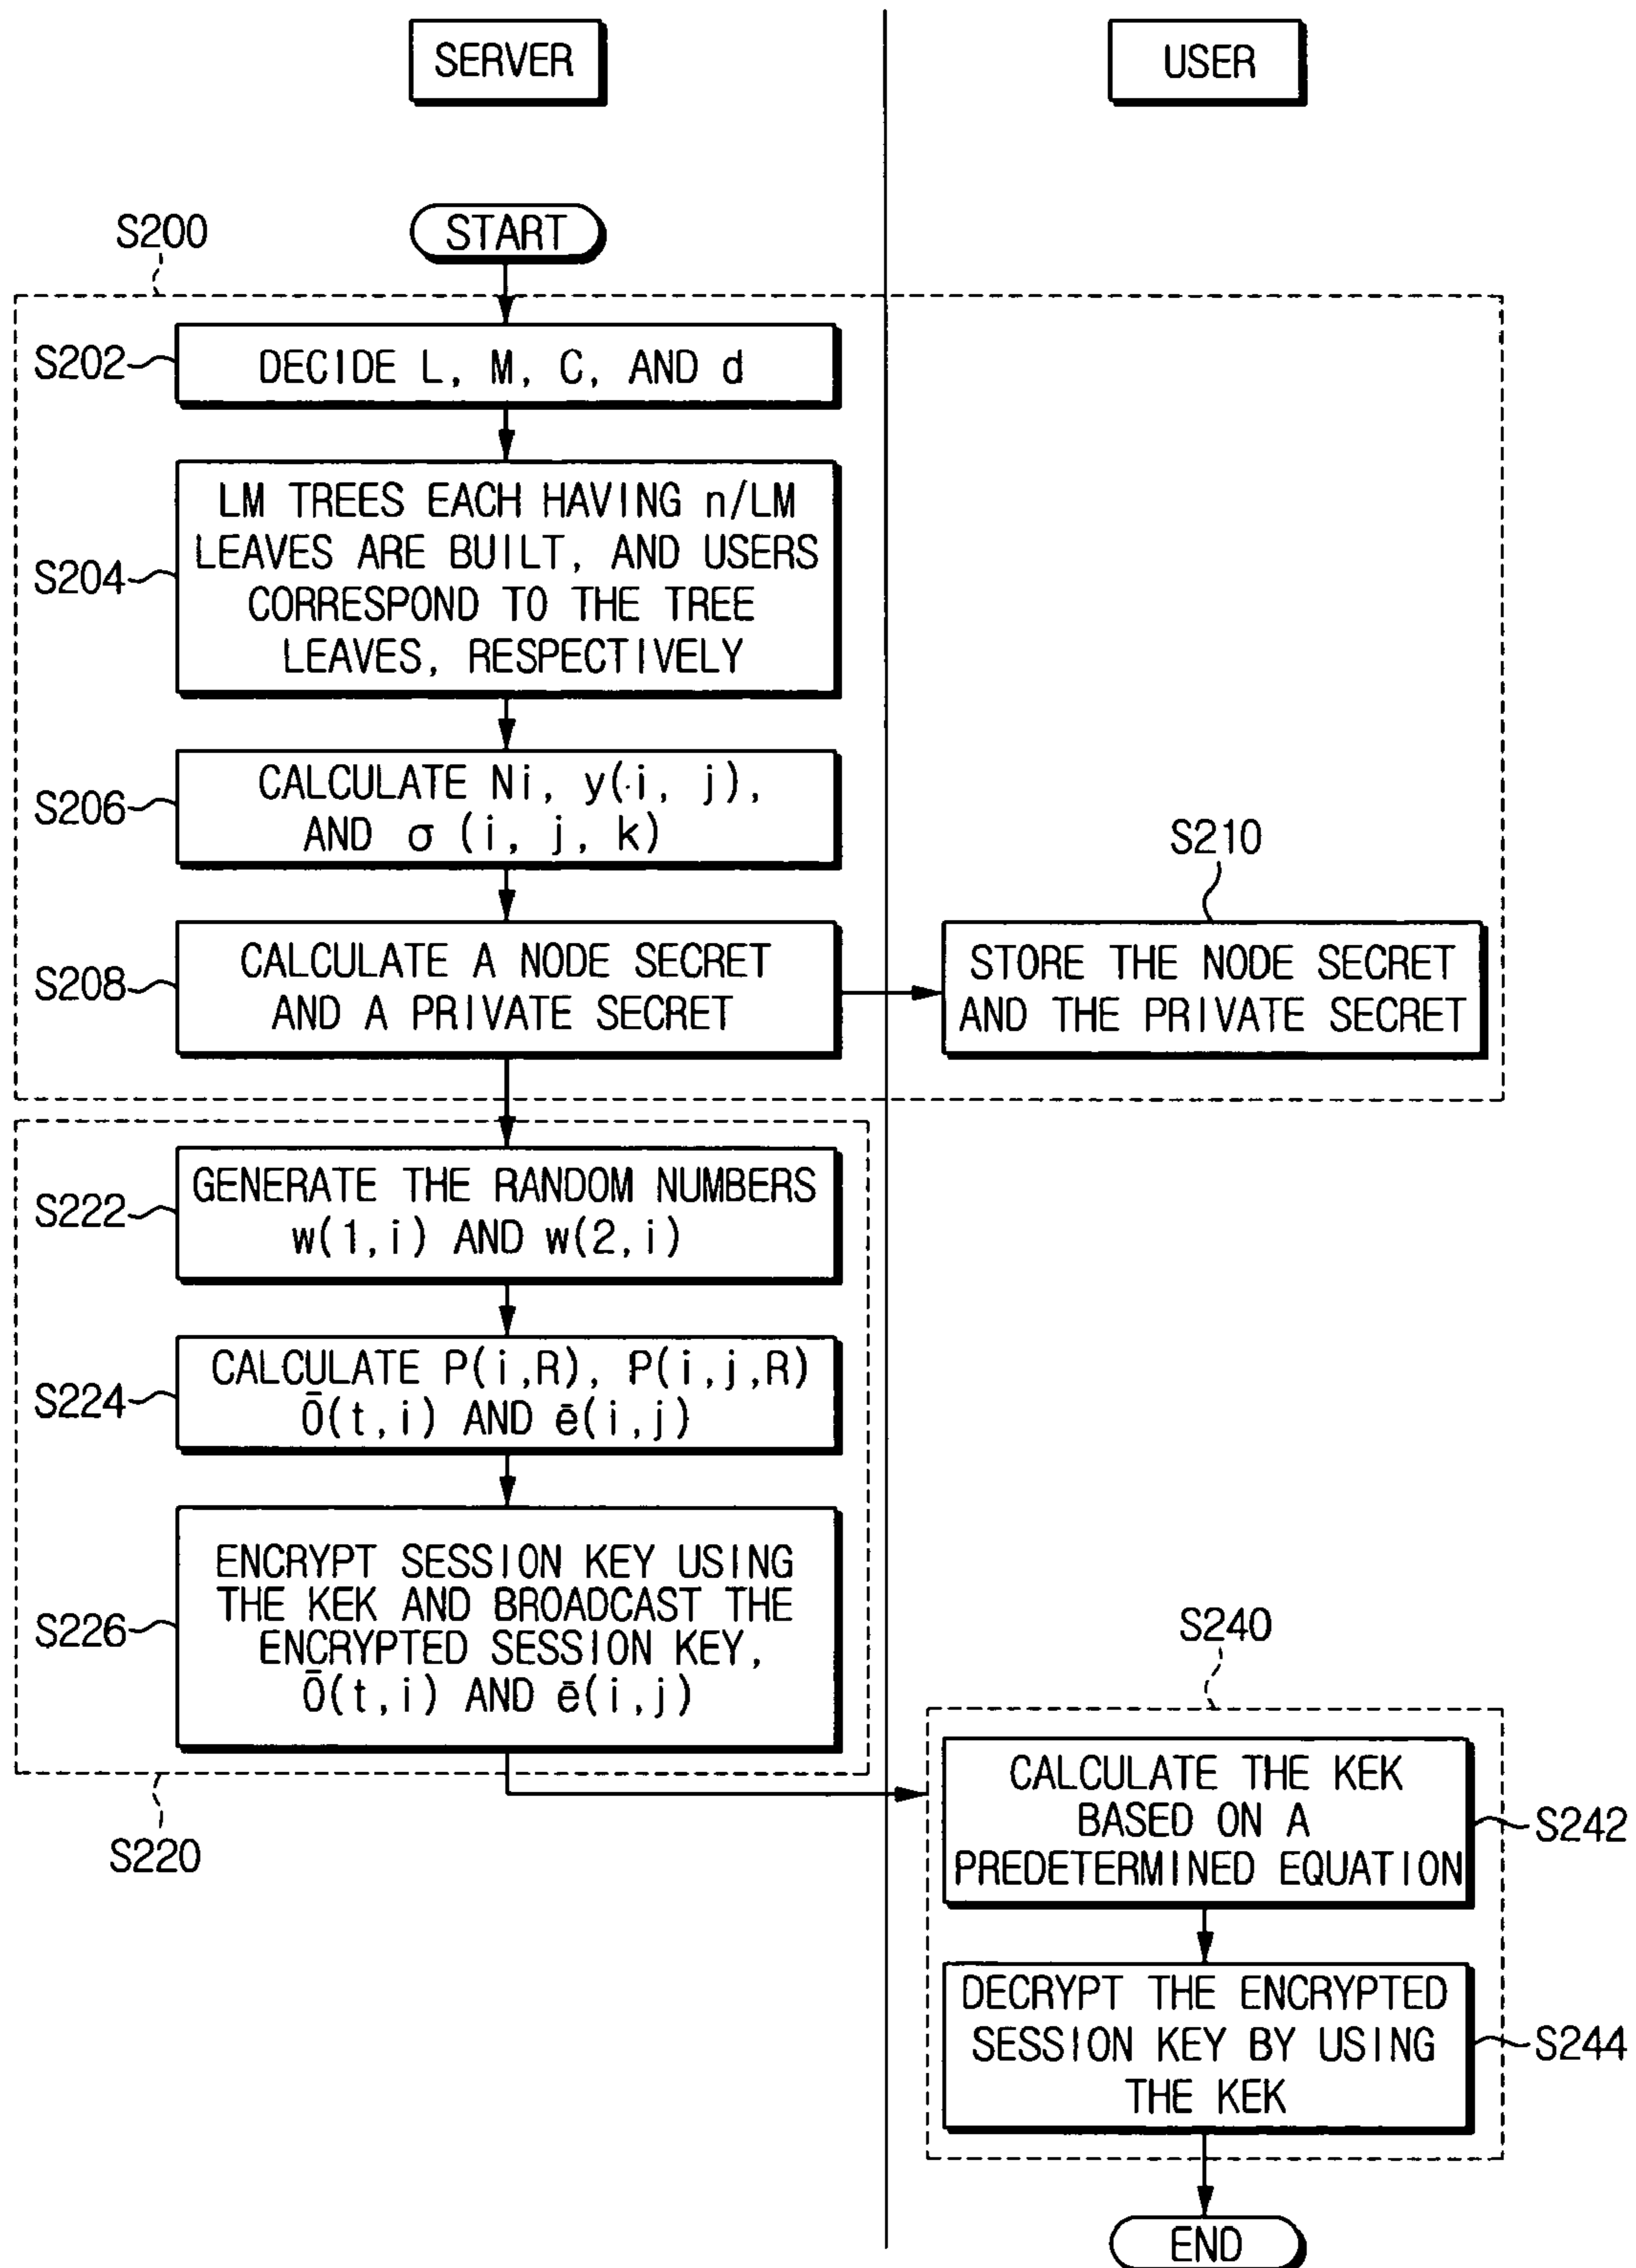 SERVER
USER
START
S200
S202
DECIDE L, M, C, AND d
S204
LM TREES EACH HAVING n/LM
LEAVES ARE BUILT, AND USERS
CORRESPOND TO THE TREE
LEAVES, RESPECTIVELY
S206
CALCULATE Ni, y(i, j),
AND σ (i, j, k)
S208
CALCULATE A NODE SECRET
AND A PRIVATE SECRET
S210
STORE THE NODE SECRET
AND THE PRIVATE SECRET
S222
GENERATE THE RANDOM NUMBERS
w(1,i) AND w(2,i)
S224
CALCULATE P(i,R), P(i,j,R)
Ō(t,i) AND ē(i,j)
S226
ENCRYPT SESSION KEY USING
THE KEK AND BROADCAST THE
ENCRYPTED SESSION KEY,
Ō(t,i) AND ē(i,j)
S220
S240
CALCULATE THE KEK
BASED ON A
PREDETERMINED EQUATION
S242
DECRYPT THE ENCRYPTED
SESSION KEY BY USING
THE KEK
S244
END